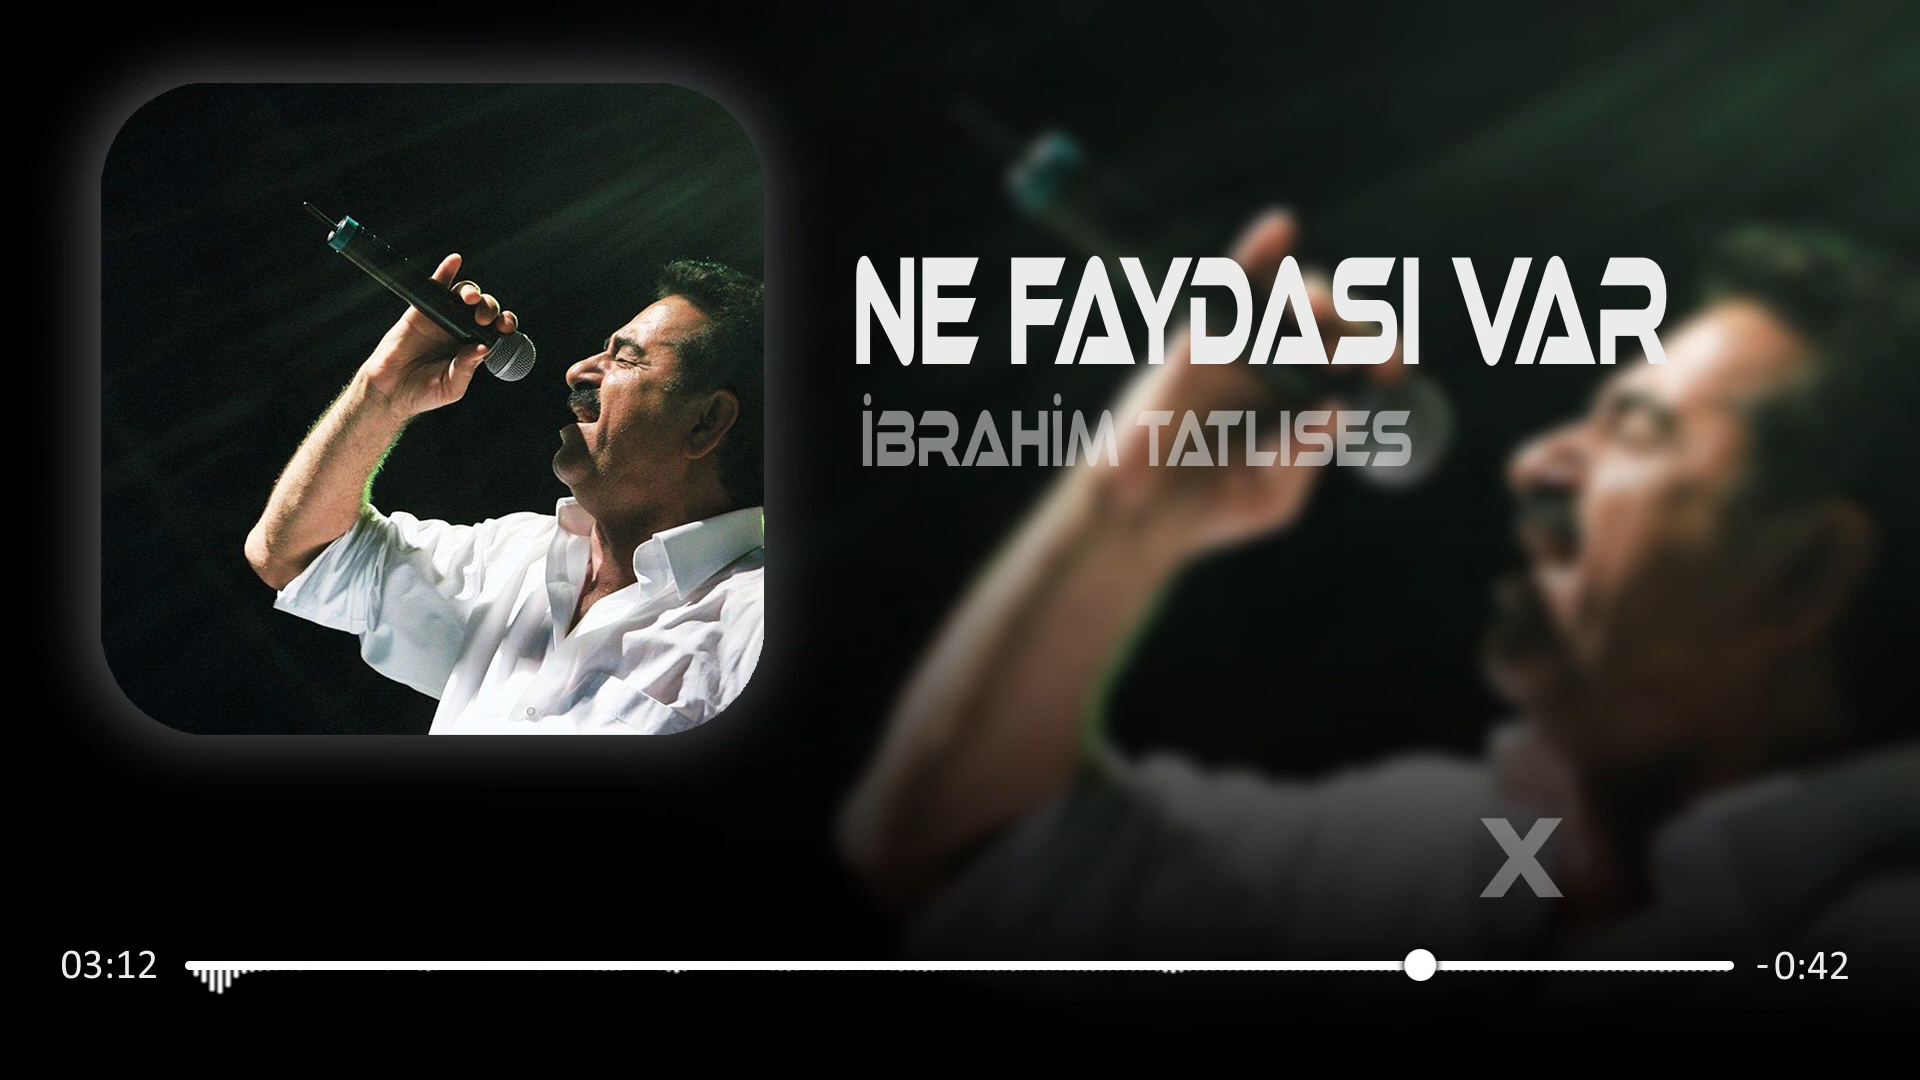 NE FAYDASI VAR
İBRAHİM TATLISES
X
03:12
-0:42